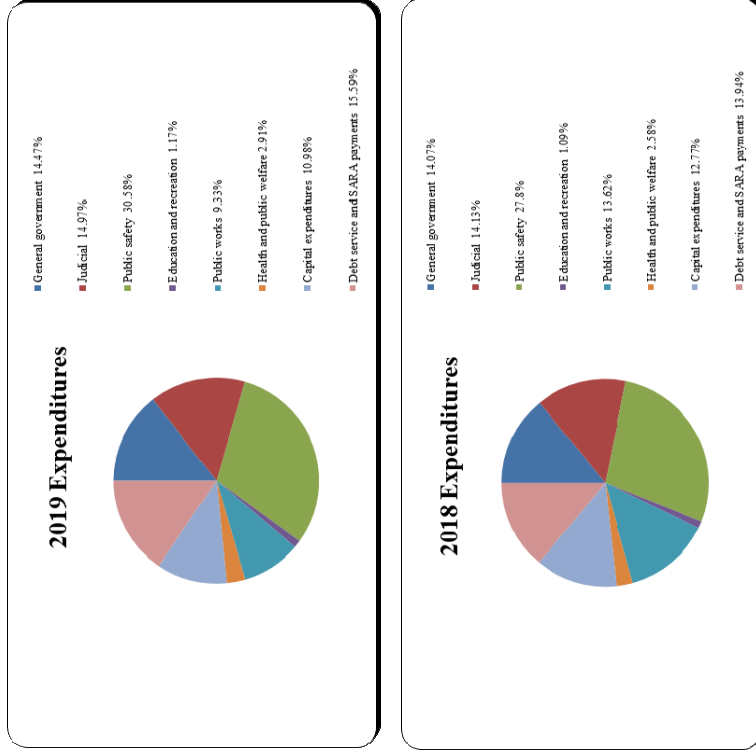 2019 Expenditures
General government 14.47%
Judicial 14.97%
Public safety 30.58%
Education and recreation 1.17%
Public works 9.33%
Health and public welfare 2.91%
Capital expenditures 10.98%
Debt service and SARA payments 15.59%
2018 Expenditures
General government 14.07%
Judicial 14.13%
Public safety 27.8%
Education and recreation 1.09%
Public works 13.62%
Health and public welfare 2.58%
Capital expenditures 12.77%
Debt service and SARA payments 13.94%